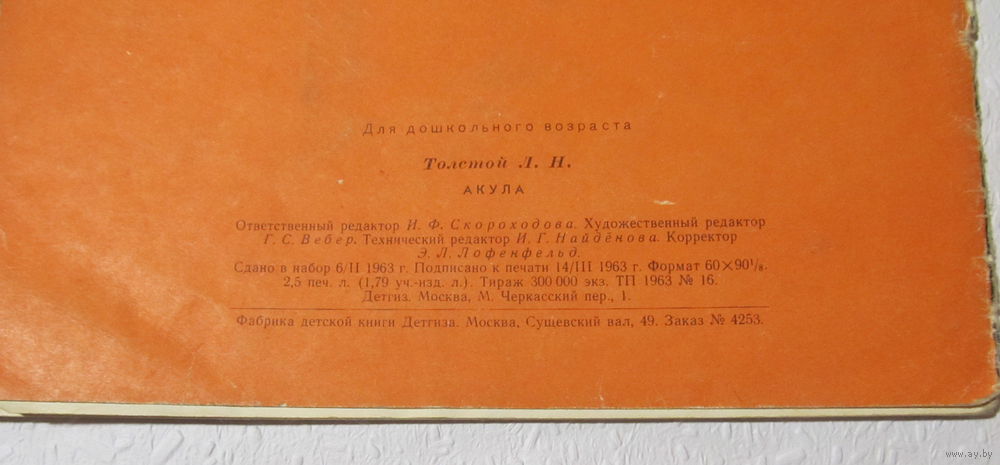 Для дошкольного возраста
Толстой Л. Н.
АКУЛА
Ответственный редактор И. Ф. Скороходова. Художественный редактор
Г. С. Вебер. Технический редактор И. Г. Найдёнова. Корректор
Э. Л. Лофенфельд.
Сдано в набор 6/II 1963 г. Подписано к печати 14/III 1963 г. Формат 60×90¹/₈.
2,5 печ. л. (1,79 уч.-изд. л.). Тираж 300 000 экз. ТП 1963 № 16.
Детгиз. Москва, М. Черкасский пер., 1.
Фабрика детской книги Детгиза. Москва, Сущевский вал, 49. Заказ № 4253.
www.ay.by